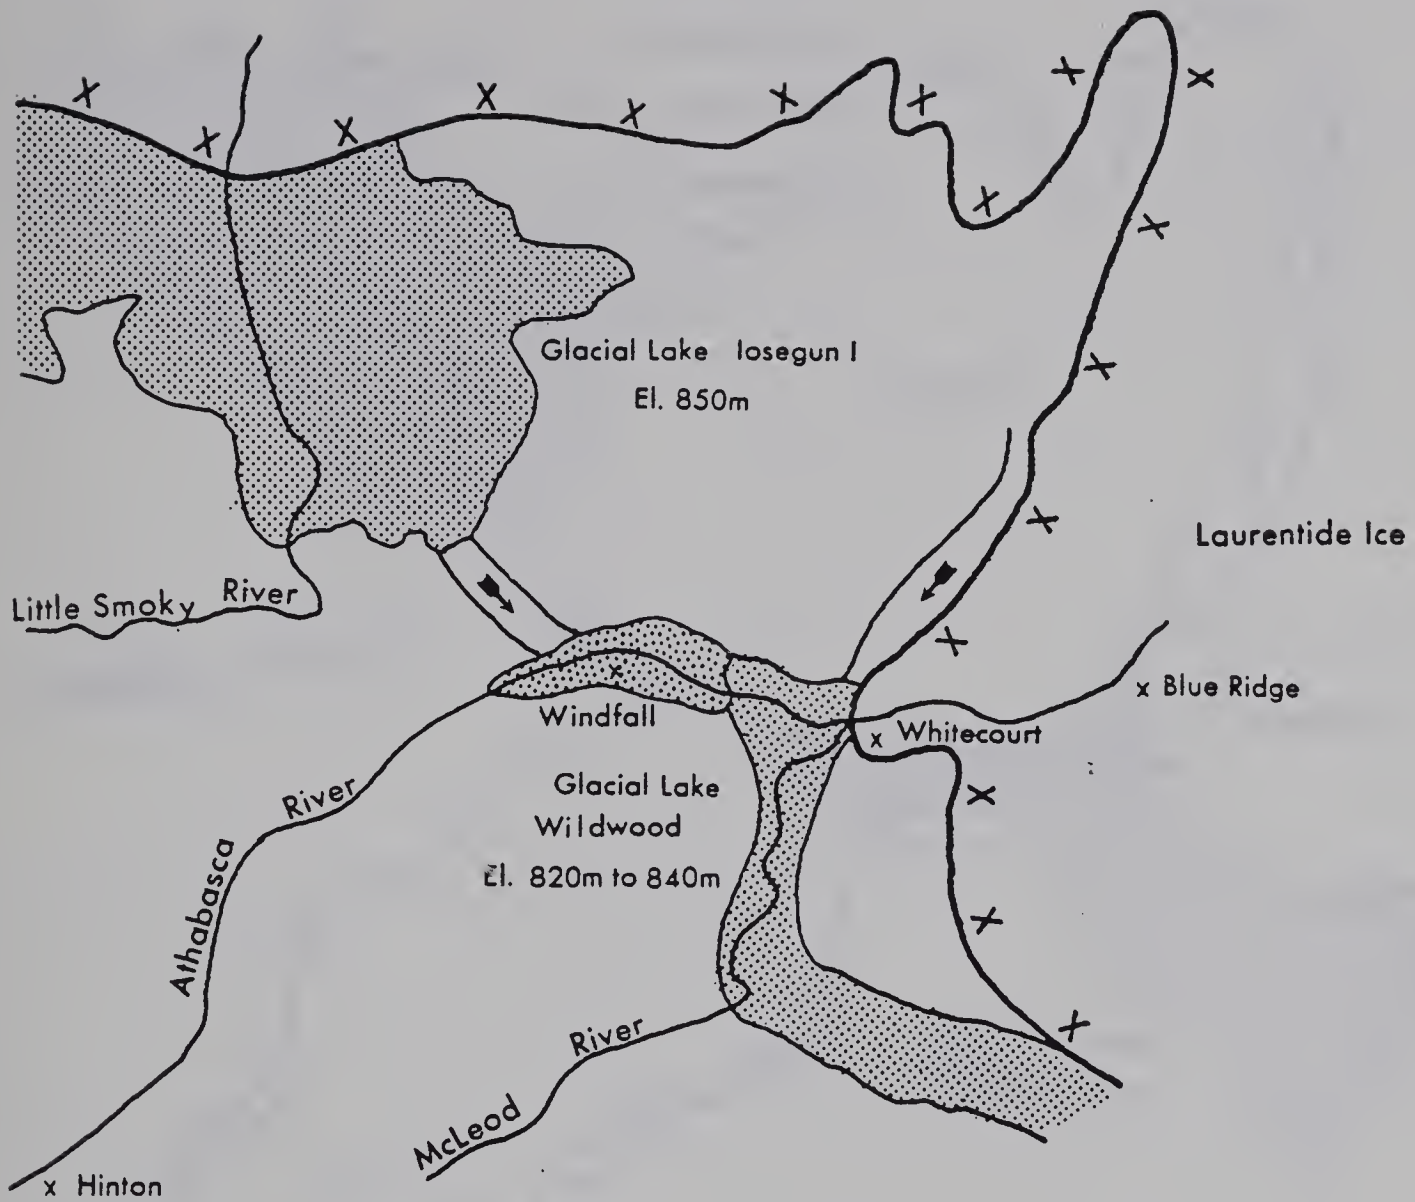 Glacial Lake Iosegun I
El. 850m
Laurentide Ice
Little Smoky River
x Blue Ridge
x
Windfall
x Whitecourt
Glacial Lake
Wildwood
El. 820m to 840m
Athabasca River
McLeod River
x Hinton